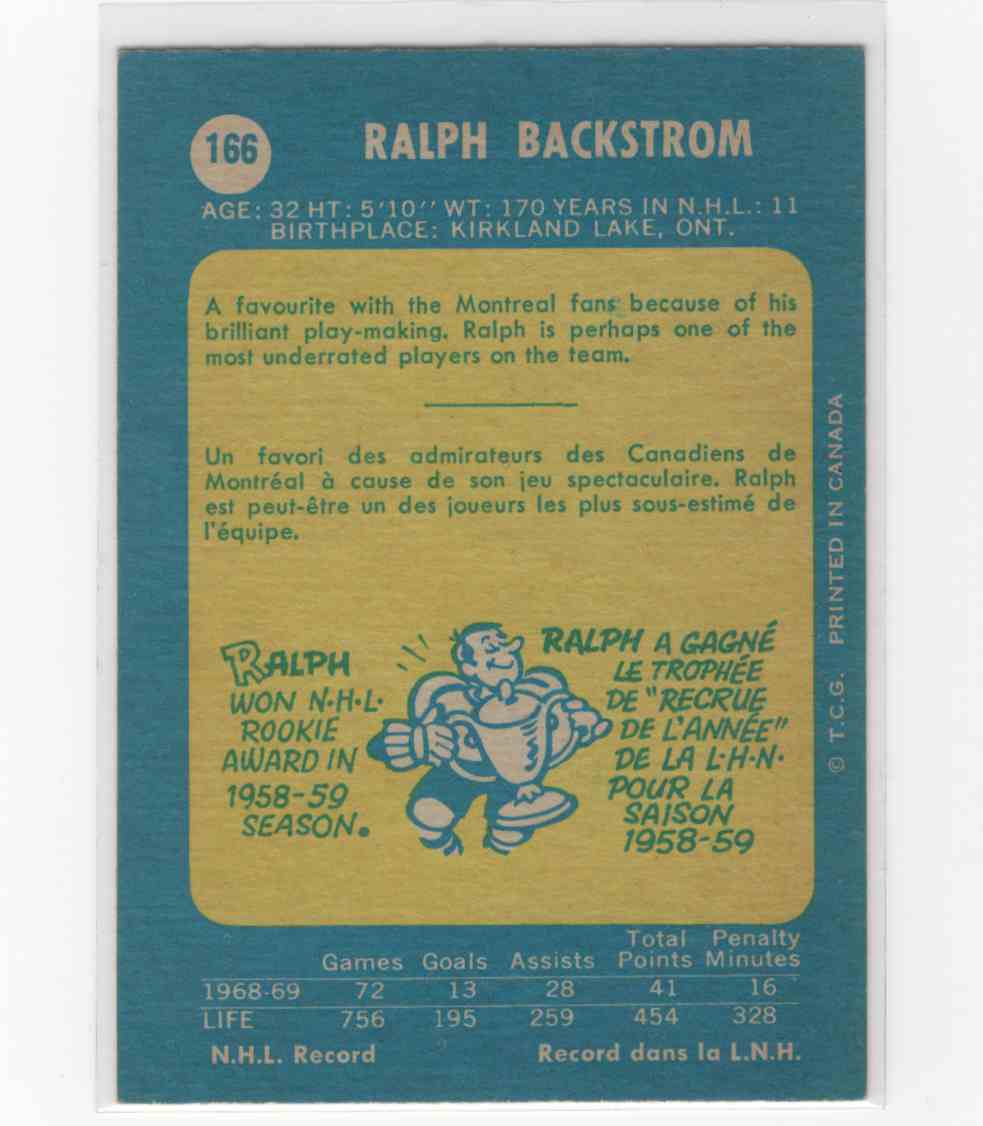 166
RALPH BACKSTROM
AGE: 32 HT: 5'10'' WT: 170 YEARS IN N.H.L.: 11
BIRTHPLACE: KIRKLAND LAKE, ONT.
A favourite with the Montreal fans because of his
brilliant play-making. Ralph is perhaps one of the
most underrated players on the team.
Un favori des admirateurs des Canadiens de
Montréal à cause de son jeu spectaculaire. Ralph
est peut-être un des joueurs les plus sous-estimé de
l'équipe.
RALPH
WON N·H·L·
ROOKIE
AWARD IN
1958-59
SEASON.
RALPH A GAGNÉ
LE TROPHÉE
DE "RECRUE
DE L'ANNÉE"
DE LA L·H·N·
POUR LA
SAISON
1958-59
© T.C.G. PRINTED IN CANADA
Total Penalty
Games Goals Assists Points Minutes
1968-69 72 13 28 41 16
LIFE 756 195 259 454 328
N.H.L. Record Record dans la L.N.H.